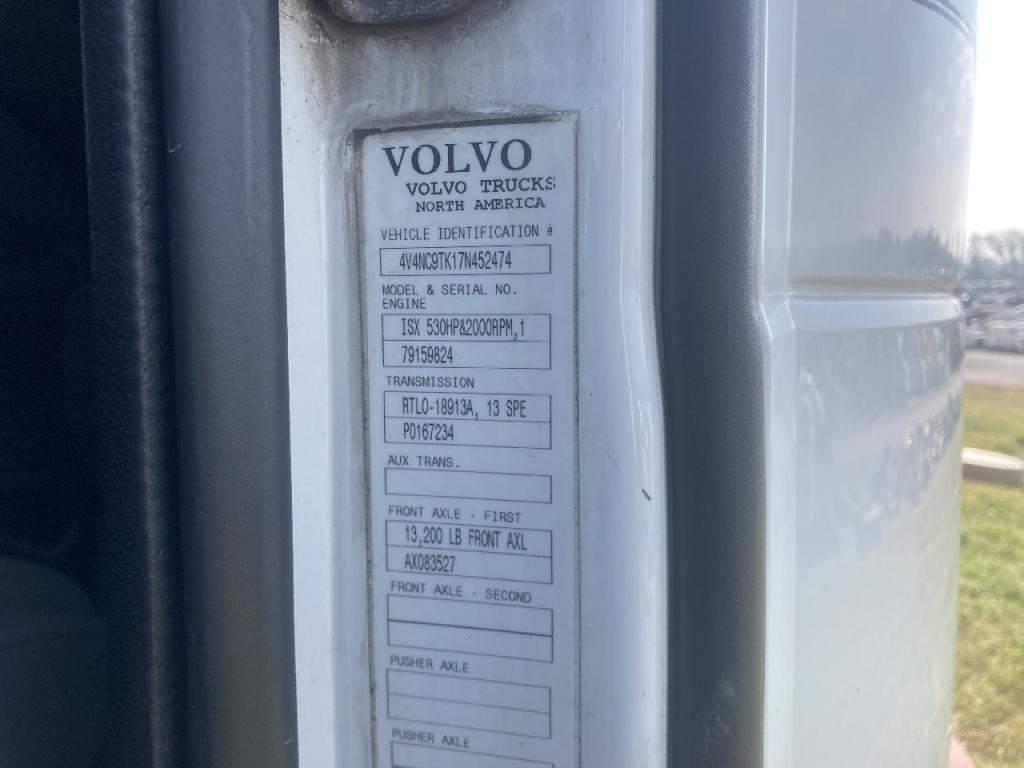 VOLVO
VOLVO TRUCKS
NORTH AMERICA
VEHICLE IDENTIFICATION #
4V4NC9TK17N452474
MODEL & SERIAL NO.
ENGINE
ISX 530HP&2000RPM,1
79159824
TRANSMISSION
RTLO-18913A, 13 SPE
P0167234
AUX TRANS.
FRONT AXLE - FIRST
13,200 LB FRONT AXL
AX083527
FRONT AXLE - SECOND
PUSHER AXLE
PUSHER AXLE